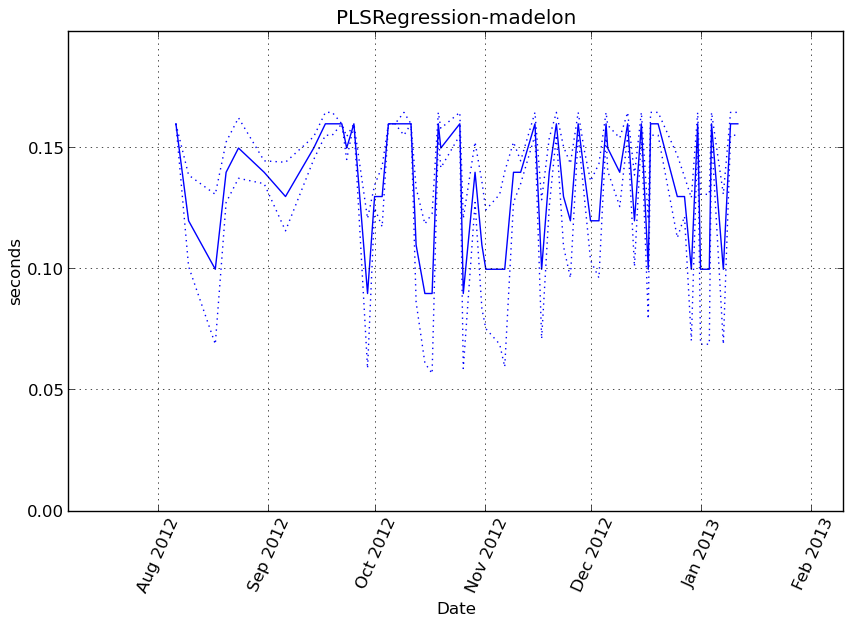 PLSRegression-madelon
seconds
0.15
0.10
0.05
0.00
Aug 2012
Sep 2012
Oct 2012
Nov 2012
Dec 2012
Jan 2013
Feb 2013
Date